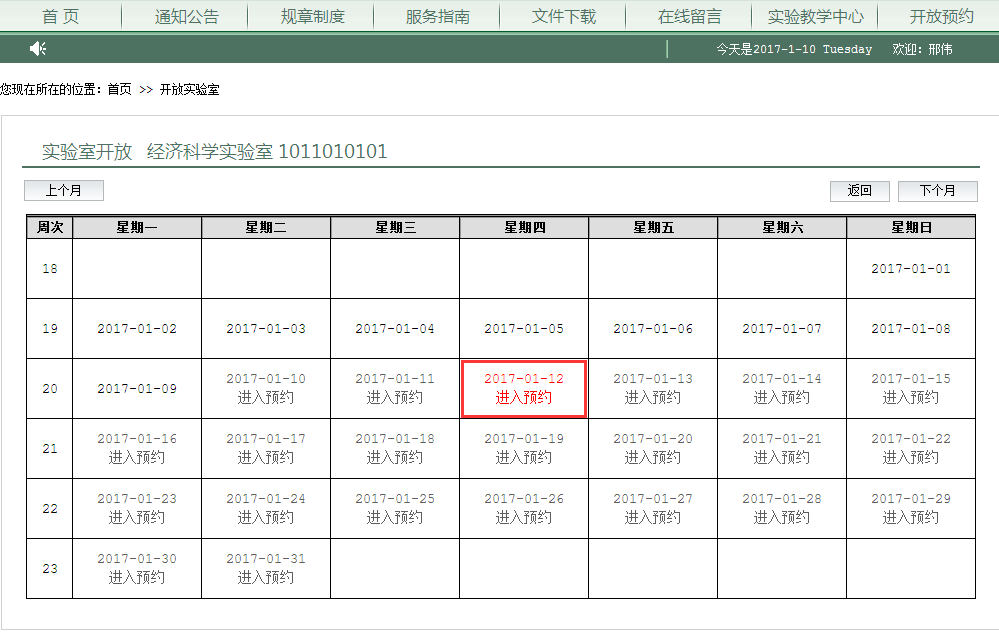 首 页 通知公告 规章制度 服务指南 文件下载 在线留言 实验教学中心 开放预约
今天是2017-1-10 Tuesday 欢迎: 邢伟
您现在所在的位置: 首页 >> 开放实验室
实验室开放 经济科学实验室 1011010101
上个月 返回 下个月
周次 星期一 星期二 星期三 星期四 星期五 星期六 星期日
18 2017-01-01
19 2017-01-02 2017-01-03 2017-01-04 2017-01-05 2017-01-06 2017-01-07 2017-01-08
20 2017-01-09 2017-01-10 2017-01-11 2017-01-12 2017-01-13 2017-01-14 2017-01-15
进入预约 进入预约 进入预约 进入预约 进入预约 进入预约
21 2017-01-16 2017-01-17 2017-01-18 2017-01-19 2017-01-20 2017-01-21 2017-01-22
进入预约 进入预约 进入预约 进入预约 进入预约 进入预约 进入预约
22 2017-01-23 2017-01-24 2017-01-25 2017-01-26 2017-01-27 2017-01-28 2017-01-29
进入预约 进入预约 进入预约 进入预约 进入预约 进入预约 进入预约
23 2017-01-30 2017-01-31
进入预约 进入预约